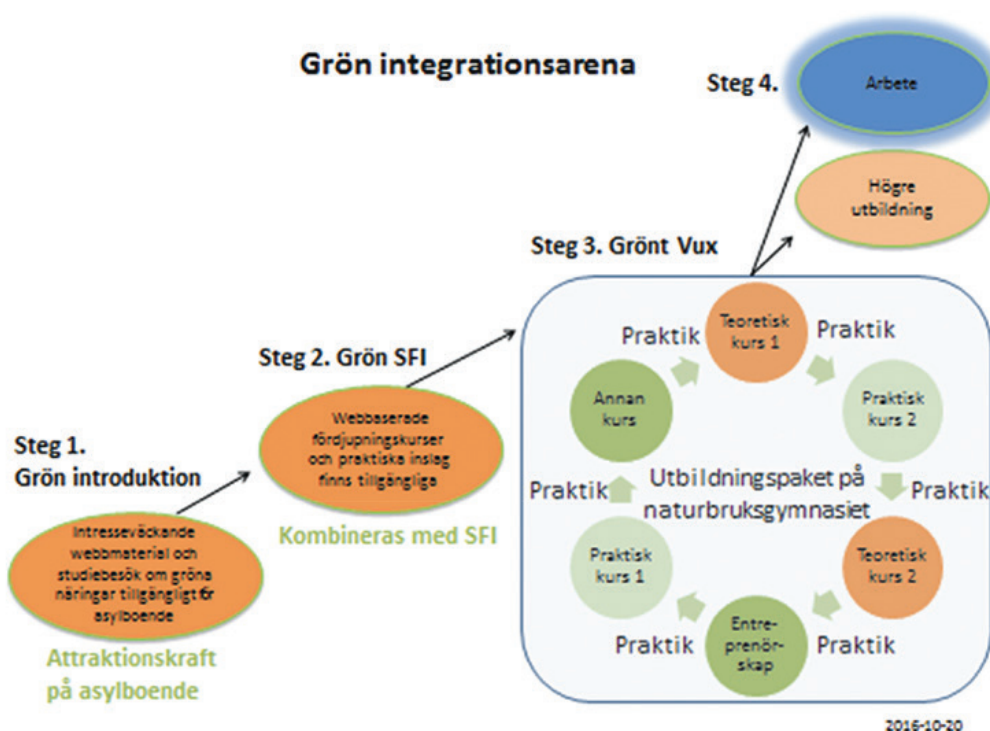 Grön integrationsarena
Steg 4.
Arbete
Högre
utbildning
Steg 3. Grönt Vux
Teoretisk
kurs 1
Praktik
Praktik
Praktisk
kurs 2
Praktik
Teoretisk
kurs 2
Praktik
Entre-
prenör-
skap
Praktik
Praktisk
kurs 1
Praktik
Annan
kurs
Utbildningspaket på
naturbruksgymnasiet
Steg 2. Grön SFI
Webbaserade
fördjupningskurser
och praktiska inslag
finns tillgängliga
Kombineras med SFI
Steg 1.
Grön introduktion
Intresseväckande
webbmaterial och
studiebesök om gröna
näringar tillgängligt för
asylboende
Attraktionskraft
på asylboende
2016-10-20